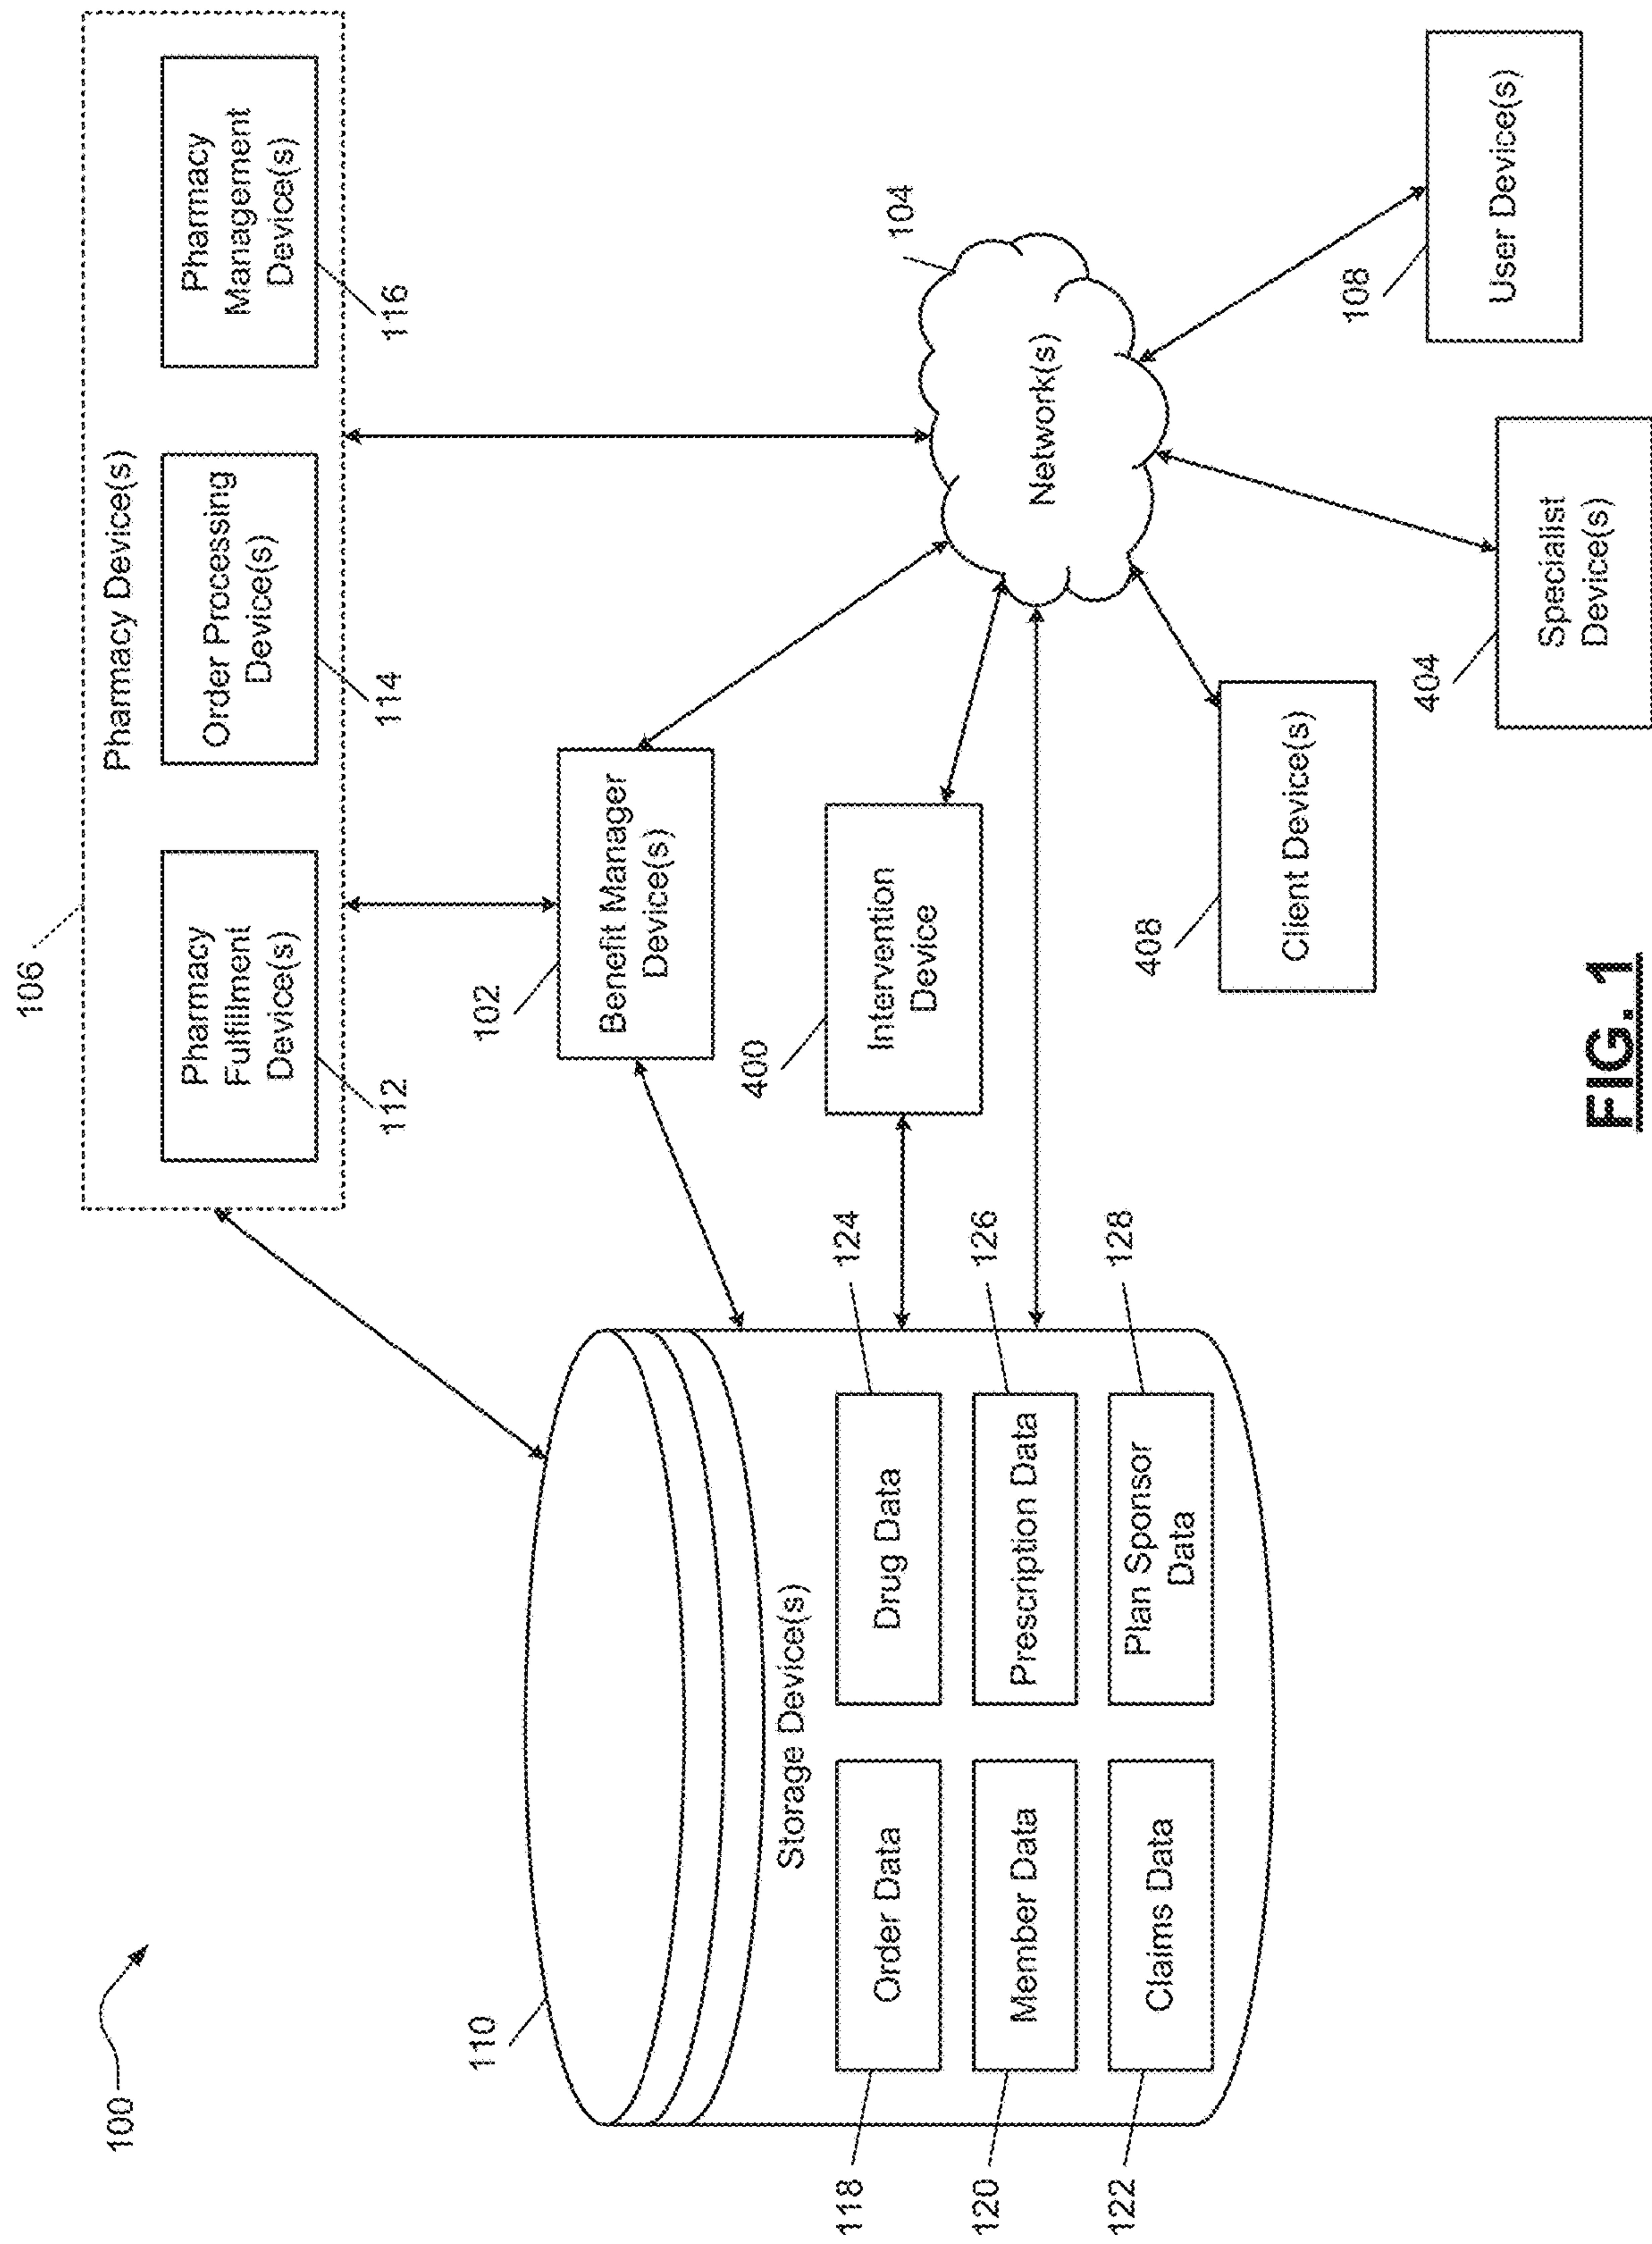 100
106
Pharmacy Device(s)
Pharmacy
Fulfillment
Device(s)
112
Order Processing
Device(s)
114
Pharmacy
Management
Device(s)
116
110
Storage Device(s)
118
Order Data
Drug Data
124
120
Member Data
Prescription Data
126
122
Claims Data
Plan Sponsor
Data
128
102
Benefit Manager
Device(s)
400
Intervention
Device
104
Network(s)
408
Client Device(s)
404
Specialist
Device(s)
108
User Device(s)
FIG. 1